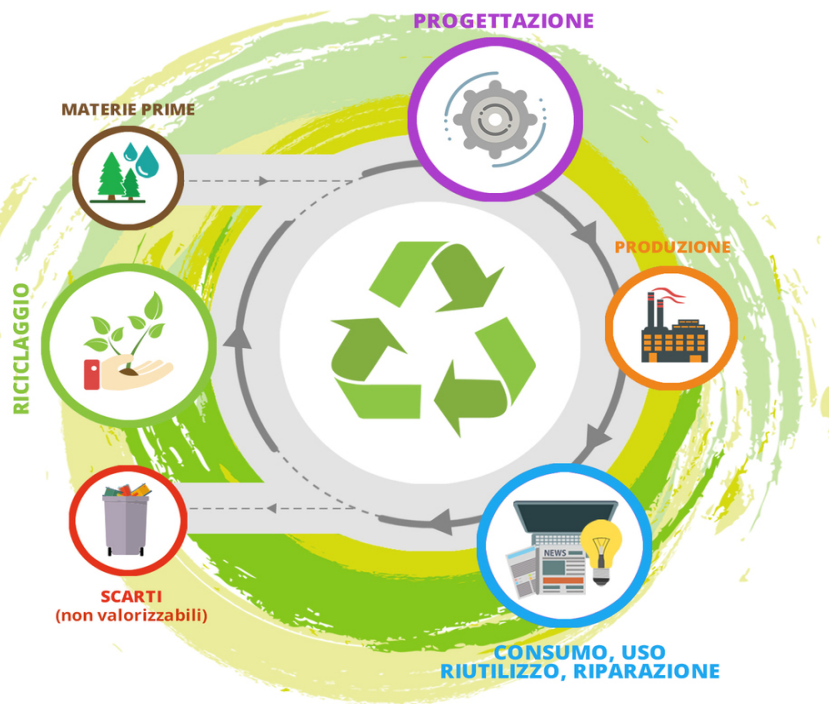 PROGETTAZIONE
MATERIE PRIME
PRODUZIONE
RICICLAGGIO
NEWS
SCARTI
(non valorizzabili)
CONSUMO, USO
RIUTILIZZO, RIPARAZIONE